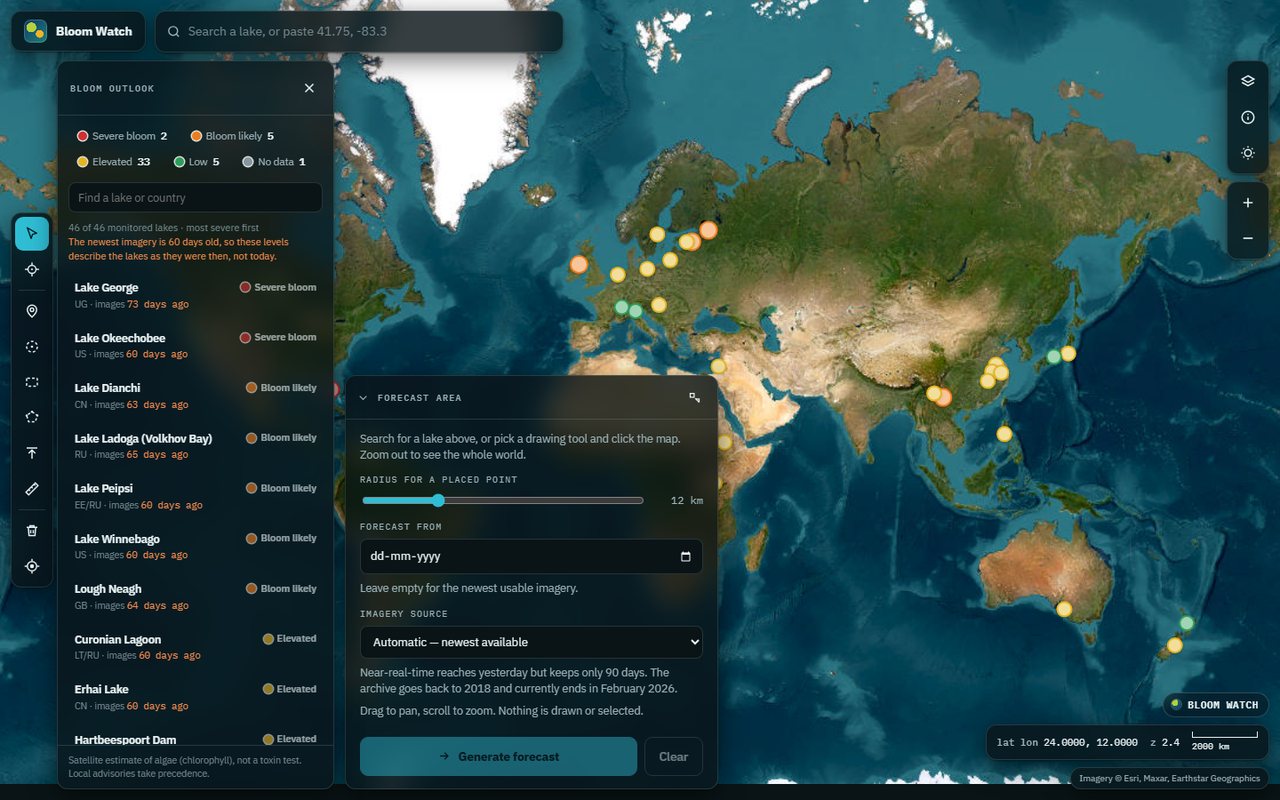 Bloom Watch
Search a lake, or paste 41.75, -83.3
BLOOM OUTLOOK
Severe bloom 2
Bloom likely 5
Elevated 33
Low 5
No data 1
Find a lake or country
46 of 46 monitored lakes · most severe first
The newest imagery is 60 days old, so these levels
describe the lakes as they were then, not today.
Lake George
Severe bloom
UG · images 73 days ago
Lake Okeechobee
Severe bloom
US · images 60 days ago
Lake Dianchi
Bloom likely
CN · images 63 days ago
Lake Ladoga (Volkhov Bay)
Bloom likely
RU · images 65 days ago
Lake Peipsi
Bloom likely
EE/RU · images 60 days ago
Lake Winnebago
Bloom likely
US · images 60 days ago
Lough Neagh
Bloom likely
GB · images 64 days ago
Curonian Lagoon
Elevated
LT/RU · images 60 days ago
Erhai Lake
Elevated
CN · images 60 days ago
Hartbeespoort Dam
Elevated
Satellite estimate of algae (chlorophyll), not a toxin test.
Local advisories take precedence.
FORECAST AREA
Search for a lake above, or pick a drawing tool and click the map.
Zoom out to see the whole world.
RADIUS FOR A PLACED POINT
12 km
FORECAST FROM
dd-mm-yyyy
Leave empty for the newest usable imagery.
IMAGERY SOURCE
Automatic — newest available
Near-real-time reaches yesterday but keeps only 90 days. The
archive goes back to 2018 and currently ends in February 2026.
Drag to pan, scroll to zoom. Nothing is drawn or selected.
Generate forecast
Clear
BLOOM WATCH
lat lon 24.0000, 12.0000 z 2.4
2000 km
Imagery © Esri, Maxar, Earthstar Geographics